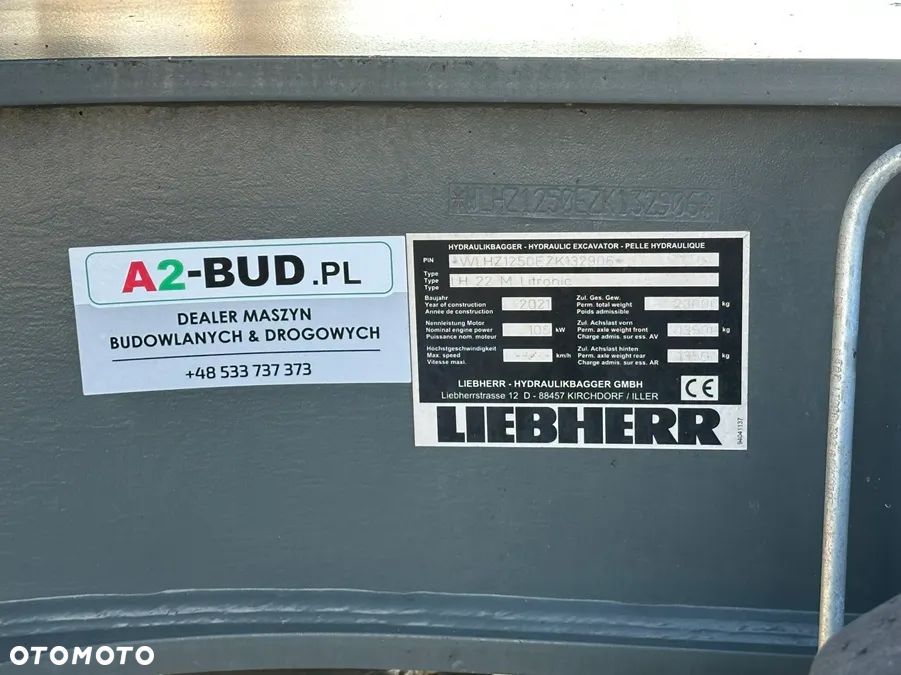 *WLHZ1250EZK132906*
A2-BUD.PL
DEALER MASZYN
BUDOWLANYCH & DROGOWYCH
+48 533 737 373
HYDRAULIKBAGGER - HYDRAULIC EXCAVATOR - PELLE HYDRAULIQUE
PIN *WLHZ1250EZK132906*
Type
Type LH 22 M Litronic
Type
Baujahr
Year of construction 2021
Année de construction
Zul. Ges. Gew.
Perm. total weight kg
Poids admissible
Nennleistung Motor
Nominal engine power kW
Puissance nom. moteur
Zul. Achslast vorn
Perm. axle weight front kg
Charge admis. sur ess. AV
Höchstgeschwindigkeit
Max. speed km/h
Vitesse maxi.
Zul. Achslast hinten
Perm. axle weight rear kg
Charge admis. sur ess. AR
LIEBHERR - HYDRAULIKBAGGER GMBH
Liebherrstrasse 12 D - 88457 KIRCHDORF / ILLER
CE
LIEBHERR
94041137
OTOMOTO